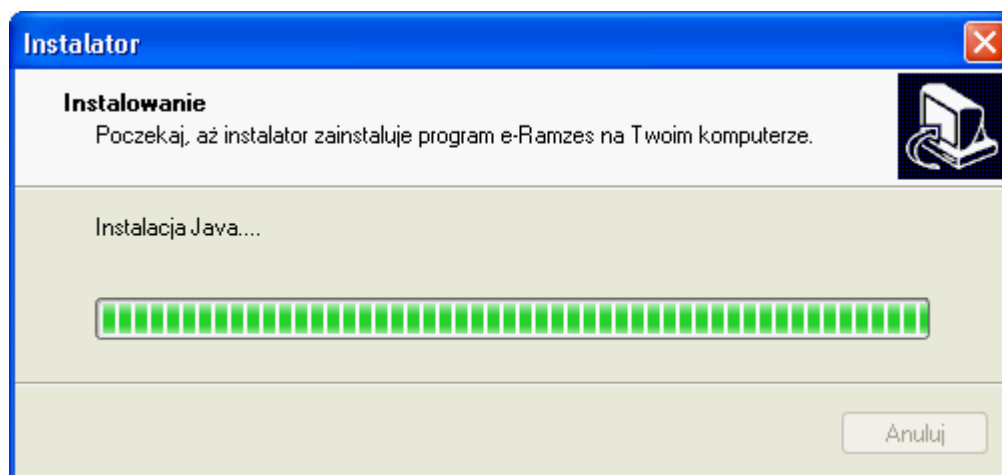 Instalator
Instalowanie
Poczekaj, aż instalator zainstaluje program e-Ramzes na Twoim komputerze.
Instalacja Java....
Anuluj